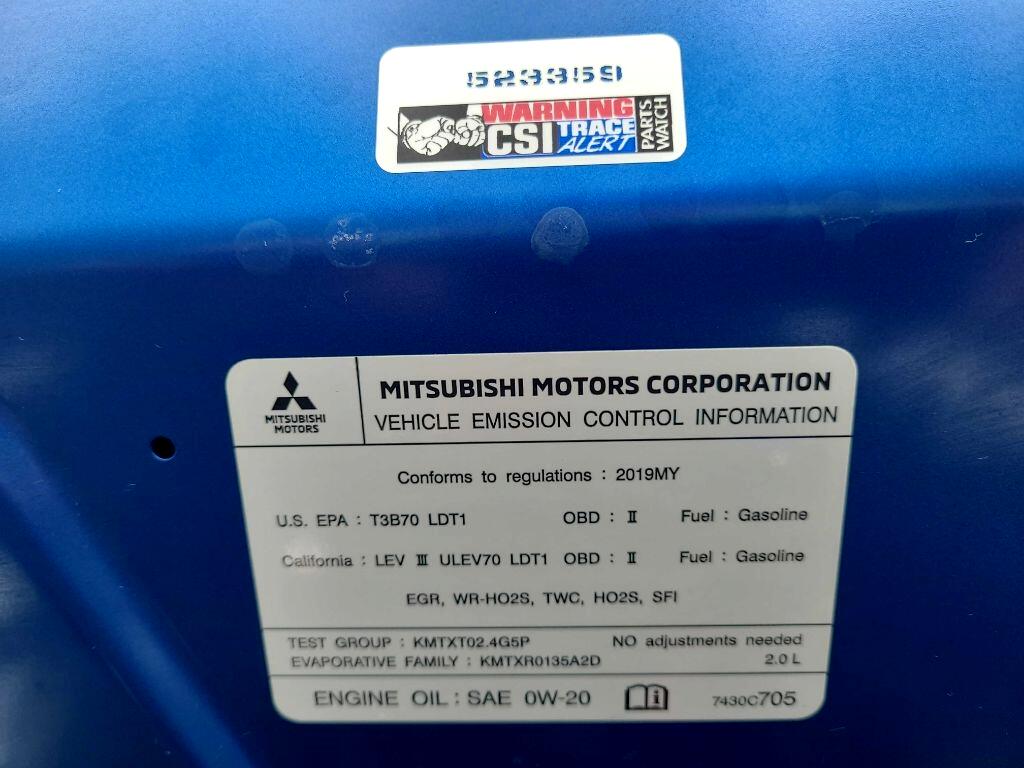 523359
WARNING
CSI TRACE ALERT
PARTS WATCH
MITSUBISHI MOTORS
MITSUBISHI MOTORS CORPORATION
VEHICLE EMISSION CONTROL INFORMATION
Conforms to regulations : 2019MY
U.S. EPA : T3B70 LDT1 OBD : II Fuel : Gasoline
California : LEV III ULEV70 LDT1 OBD : II Fuel : Gasoline
EGR, WR-HO2S, TWC, HO2S, SFI
TEST GROUP : KMTXT02.4G5P NO adjustments needed
EVAPORATIVE FAMILY : KMTXR0135A2D 2.0 L
ENGINE OIL : SAE 0W-20 i 7430C705